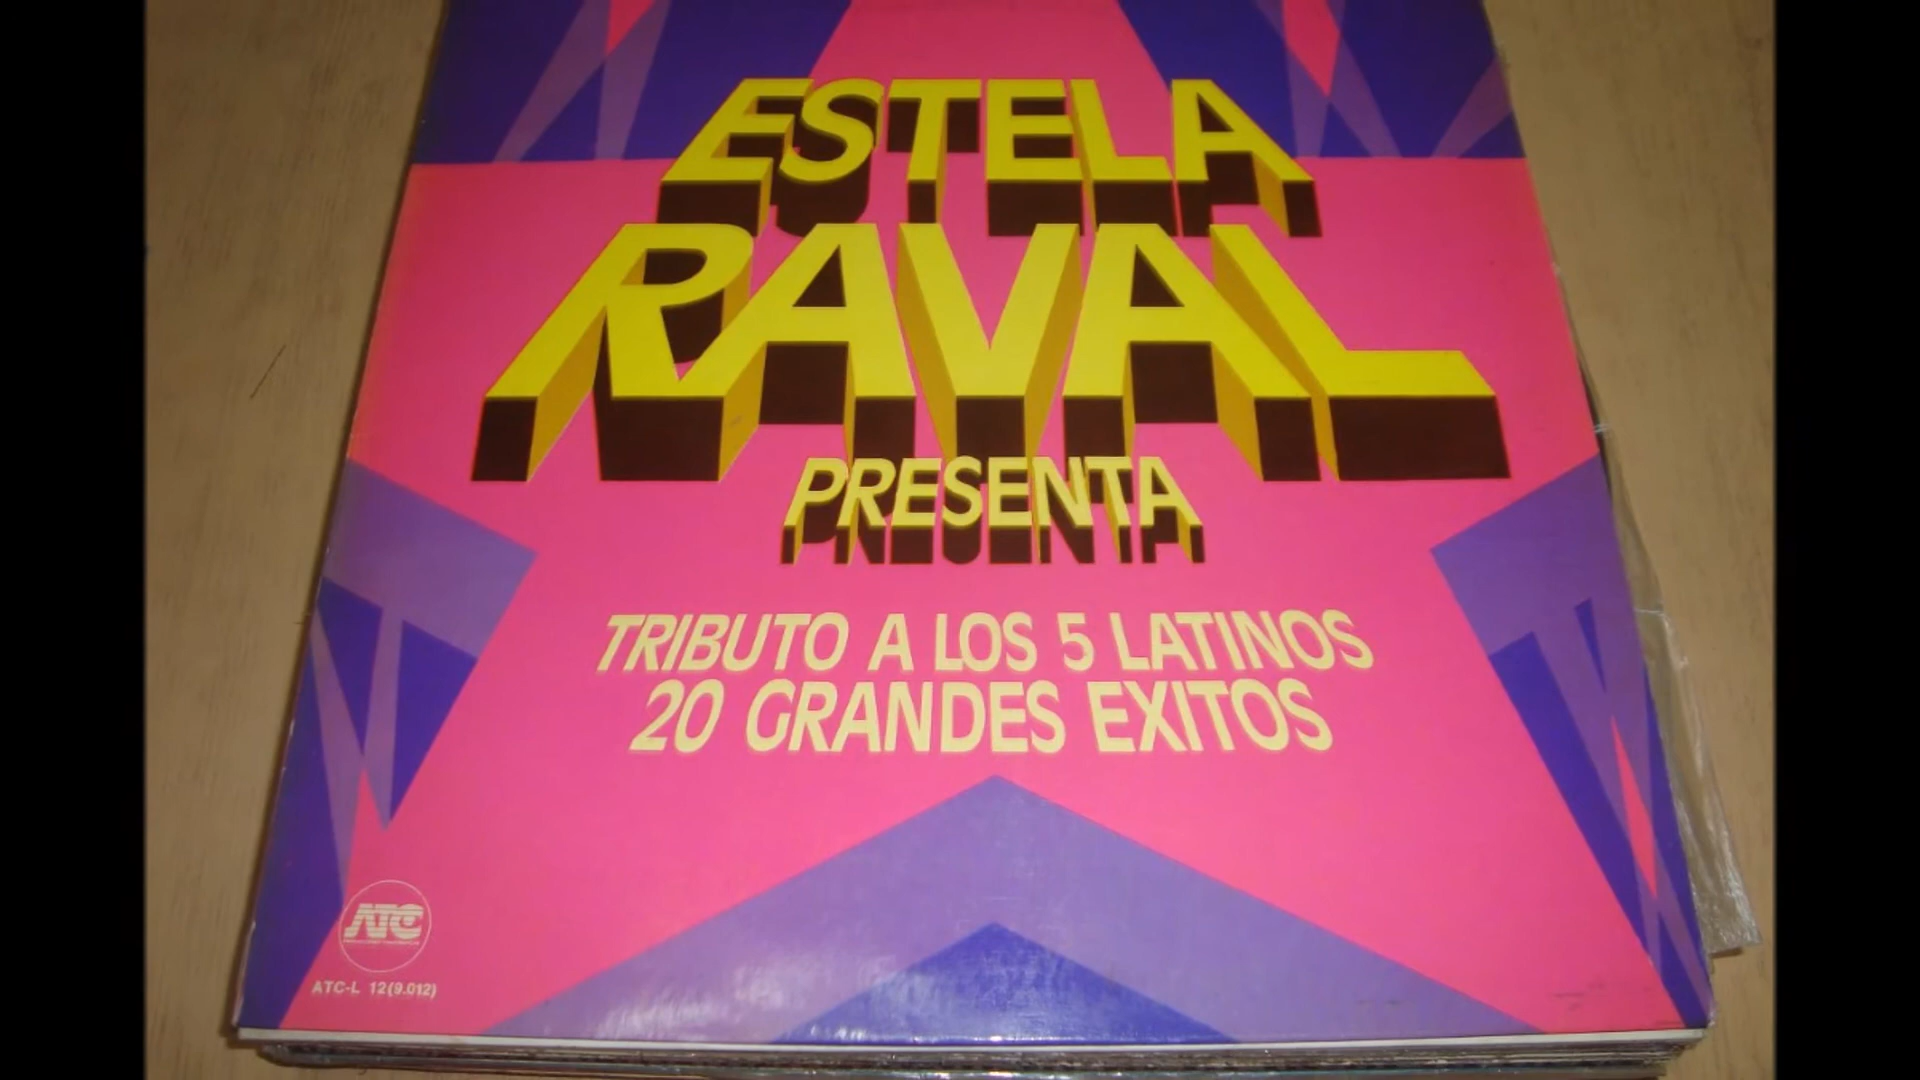 ESTELA
RAVAL
PRESENTA
TRIBUTO A LOS 5 LATINOS
20 GRANDES EXITOS
ATC
ATC-L 12(9.012)